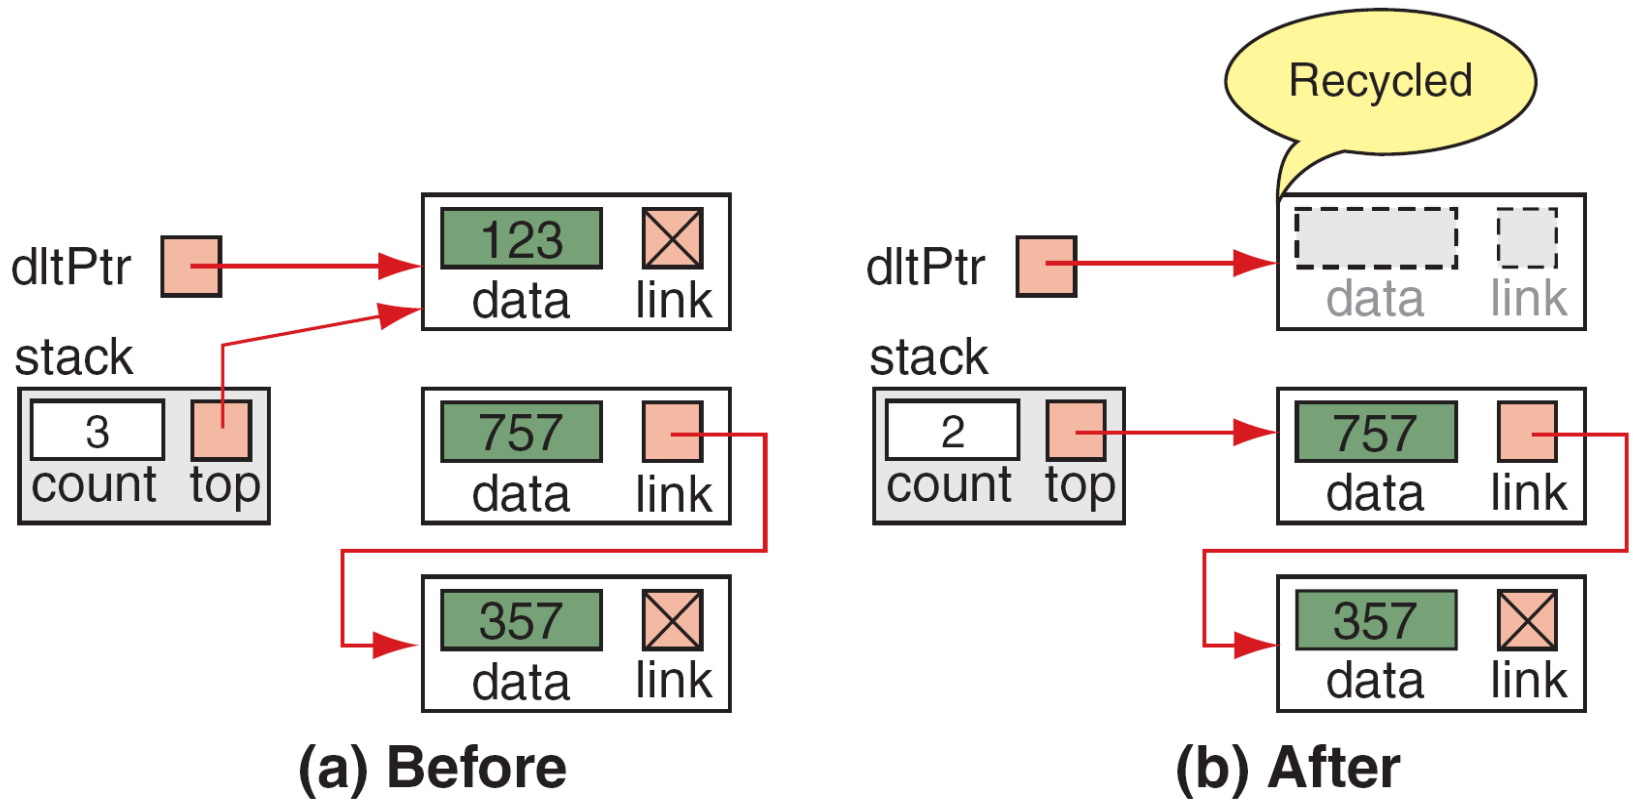 Recycled
dltPtr
123
data link
stack
3
count top
757
data link
357
data link
(a) Before
dltPtr
data link
stack
2
count top
757
data link
357
data link
(b) After